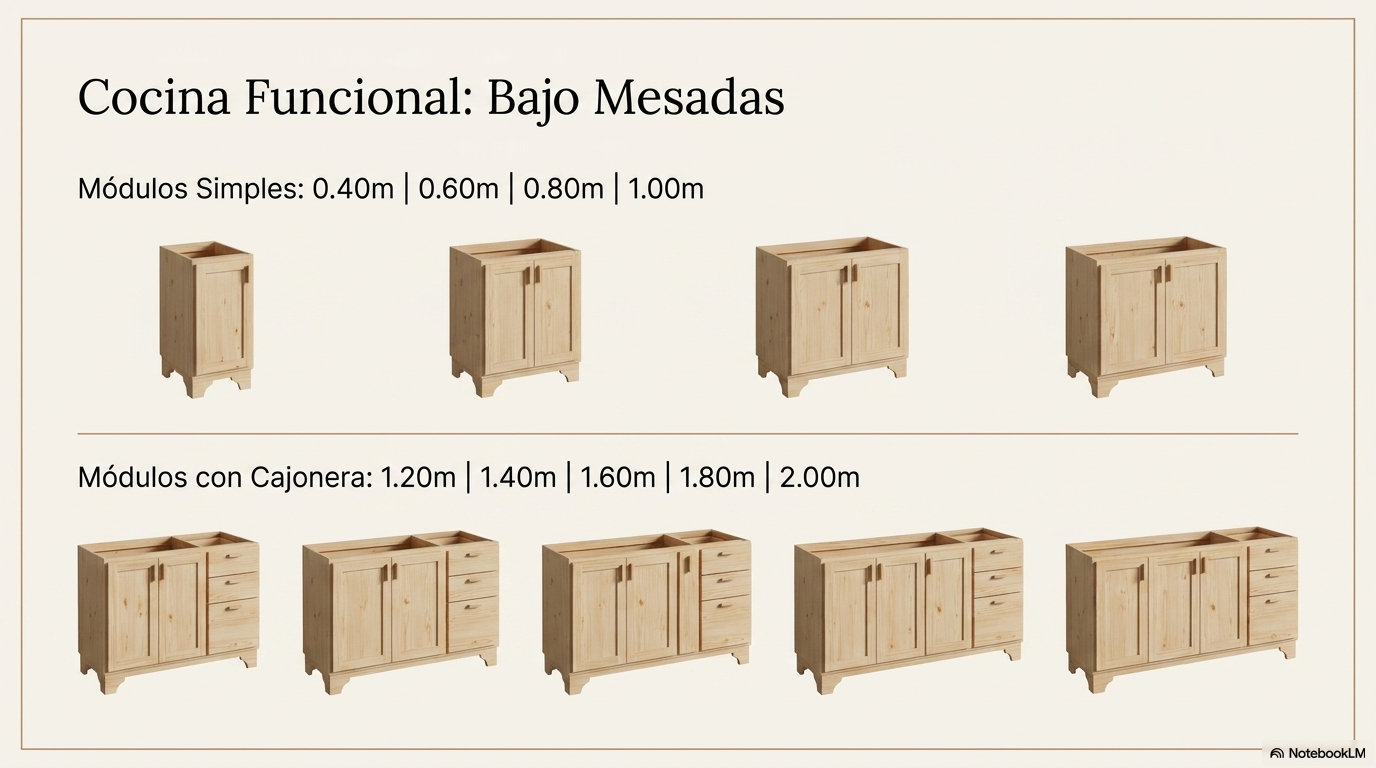 Cocina Funcional: Bajo Mesadas
Módulos Simples: 0.40m | 0.60m | 0.80m | 1.00m
Módulos con Cajonera: 1.20m | 1.40m | 1.60m | 1.80m | 2.00m
NotebookLM